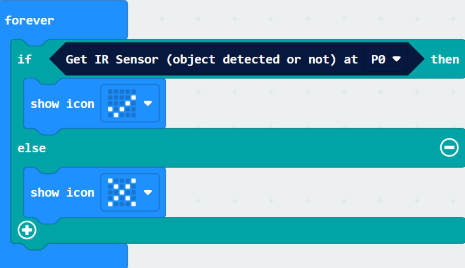 forever
if Get IR Sensor (object detected or not) at P0 then
show icon
else
show icon